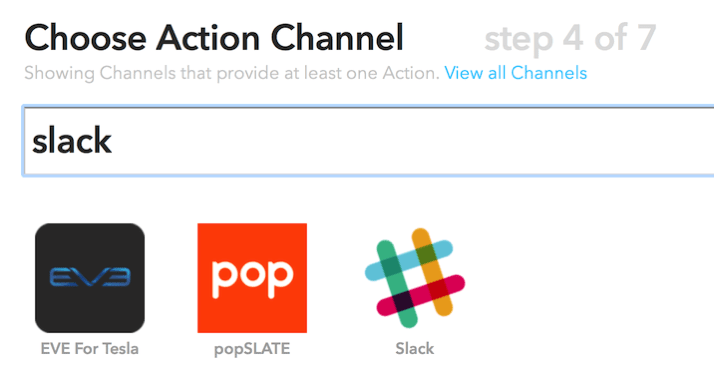 Choose Action Channel step 4 of 7
Showing Channels that provide at least one Action. View all Channels
slack
EVE pop
EVE For Tesla popSLATE Slack